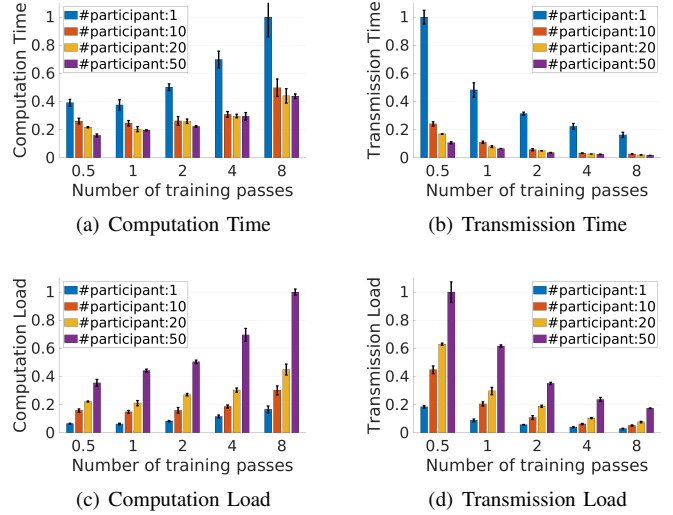 Computation Time
1
0.8
0.6
0.4
0.2
0
#participant:1
#participant:10
#participant:20
#participant:50
0.5 1 2 4 8
Number of training passes
(a) Computation Time
Transmission Time
1
0.8
0.6
0.4
0.2
0
#participant:1
#participant:10
#participant:20
#participant:50
0.5 1 2 4 8
Number of training passes
(b) Transmission Time
Computation Load
1
0.8
0.6
0.4
0.2
0
#participant:1
#participant:10
#participant:20
#participant:50
0.5 1 2 4 8
Number of training passes
(c) Computation Load
Transmission Load
1
0.8
0.6
0.4
0.2
0
#participant:1
#participant:10
#participant:20
#participant:50
0.5 1 2 4 8
Number of training passes
(d) Transmission Load